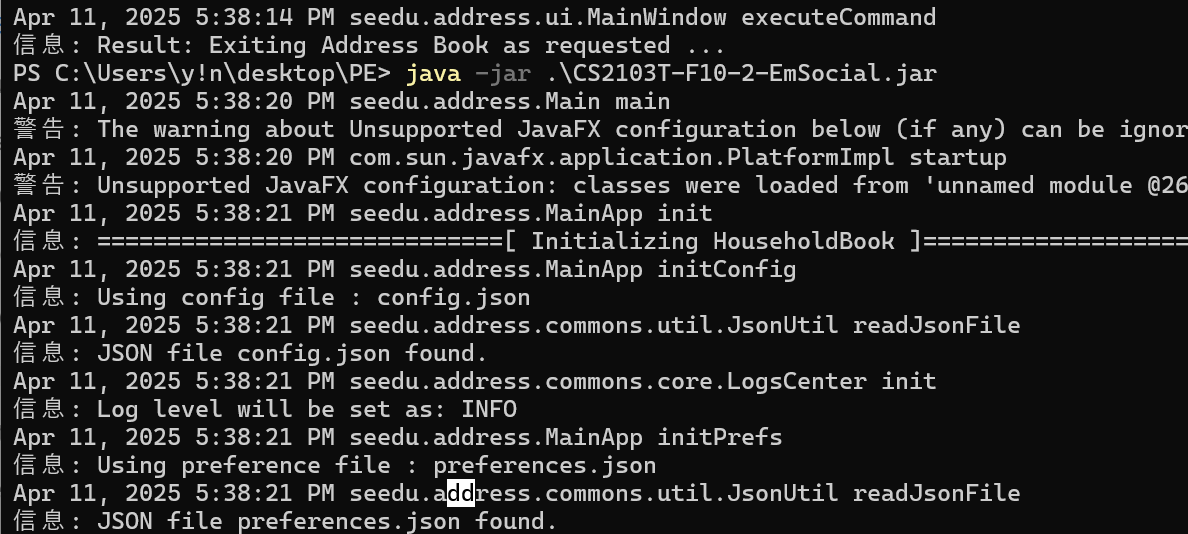 Apr 11, 2025 5:38:14 PM seedu.address.ui.MainWindow executeCommand
信息: Result: Exiting Address Book as requested ...
PS C:\Users\y!n\desktop\PE> java -jar .\CS2103T-F10-2-EmSocial.jar
Apr 11, 2025 5:38:20 PM seedu.address.Main main
警告: The warning about Unsupported JavaFX configuration below (if any) can be ignor
Apr 11, 2025 5:38:20 PM com.sun.javafx.application.PlatformImpl startup
警告: Unsupported JavaFX configuration: classes were loaded from 'unnamed module @26
Apr 11, 2025 5:38:21 PM seedu.address.MainApp init
信息: =============================[ Initializing HouseholdBook ]===================
Apr 11, 2025 5:38:21 PM seedu.address.MainApp initConfig
信息: Using config file : config.json
Apr 11, 2025 5:38:21 PM seedu.address.commons.util.JsonUtil readJsonFile
信息: JSON file config.json found.
Apr 11, 2025 5:38:21 PM seedu.address.commons.core.LogsCenter init
信息: Log level will be set as: INFO
Apr 11, 2025 5:38:21 PM seedu.address.MainApp initPrefs
信息: Using preference file : preferences.json
Apr 11, 2025 5:38:21 PM seedu.address.commons.util.JsonUtil readJsonFile
信息: JSON file preferences.json found.